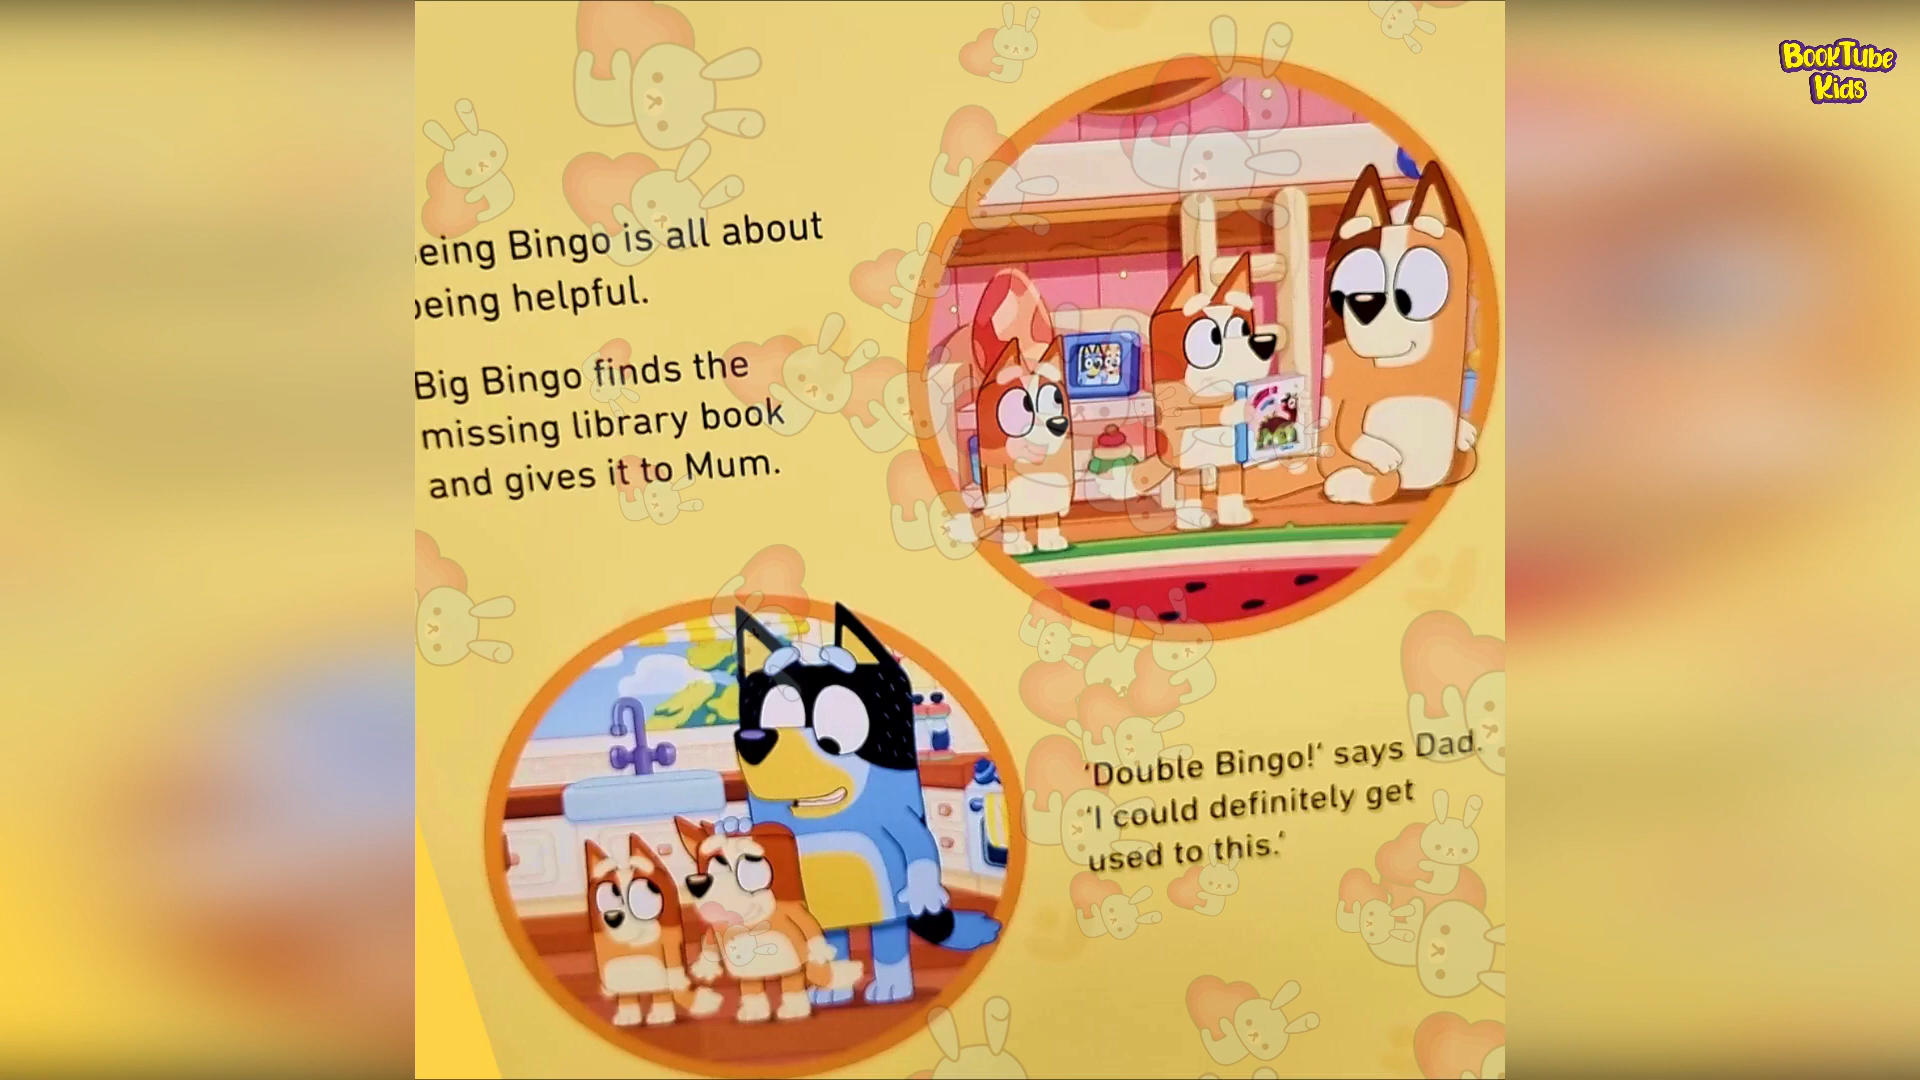 eing Bingo is all about
being helpful.
Big Bingo finds the
missing library book
and gives it to Mum.
'Double Bingo!' says Dad.
'I could definitely get
used to this.'
BookTube
Kids